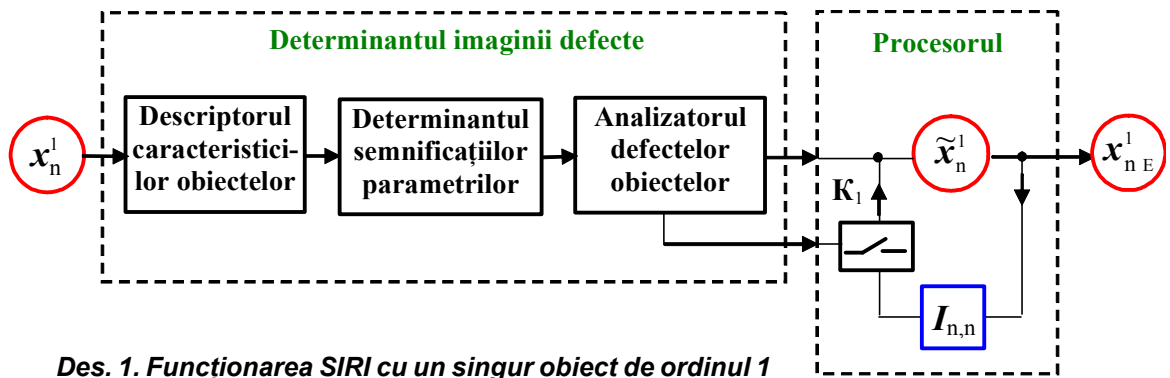 Determinantul imaginii defecte
Procesorul
x¹ₙ
Descriptorul
caracteristici-
lor obiectelor
Determinantul
semnificațiilor
parametrilor
Analizatorul
defectelor
obiectelor
x̃¹ₙ
x¹ₙ ᴇ
K₁
Iₙ,ₙ
Des. 1. Funcționarea SIRI cu un singur obiect de ordinul 1